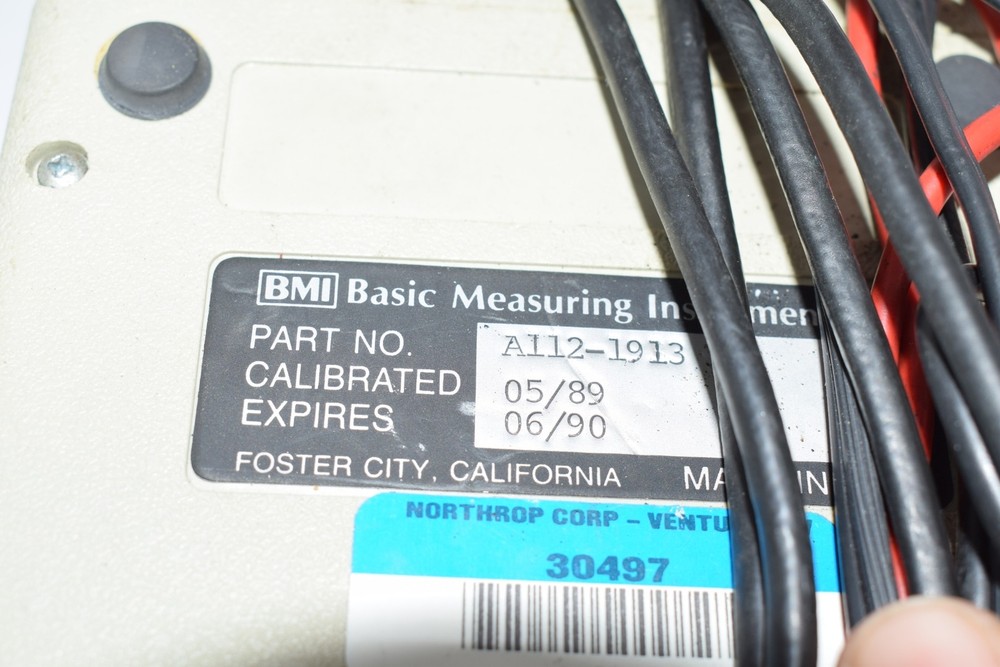 BMI Basic Measuring
PART NO. A112-1913
CALIBRATED 05/89
EXPIRES 06/90
FOSTER CITY, CALIFORNIA
NORTHROP CORP -
30497